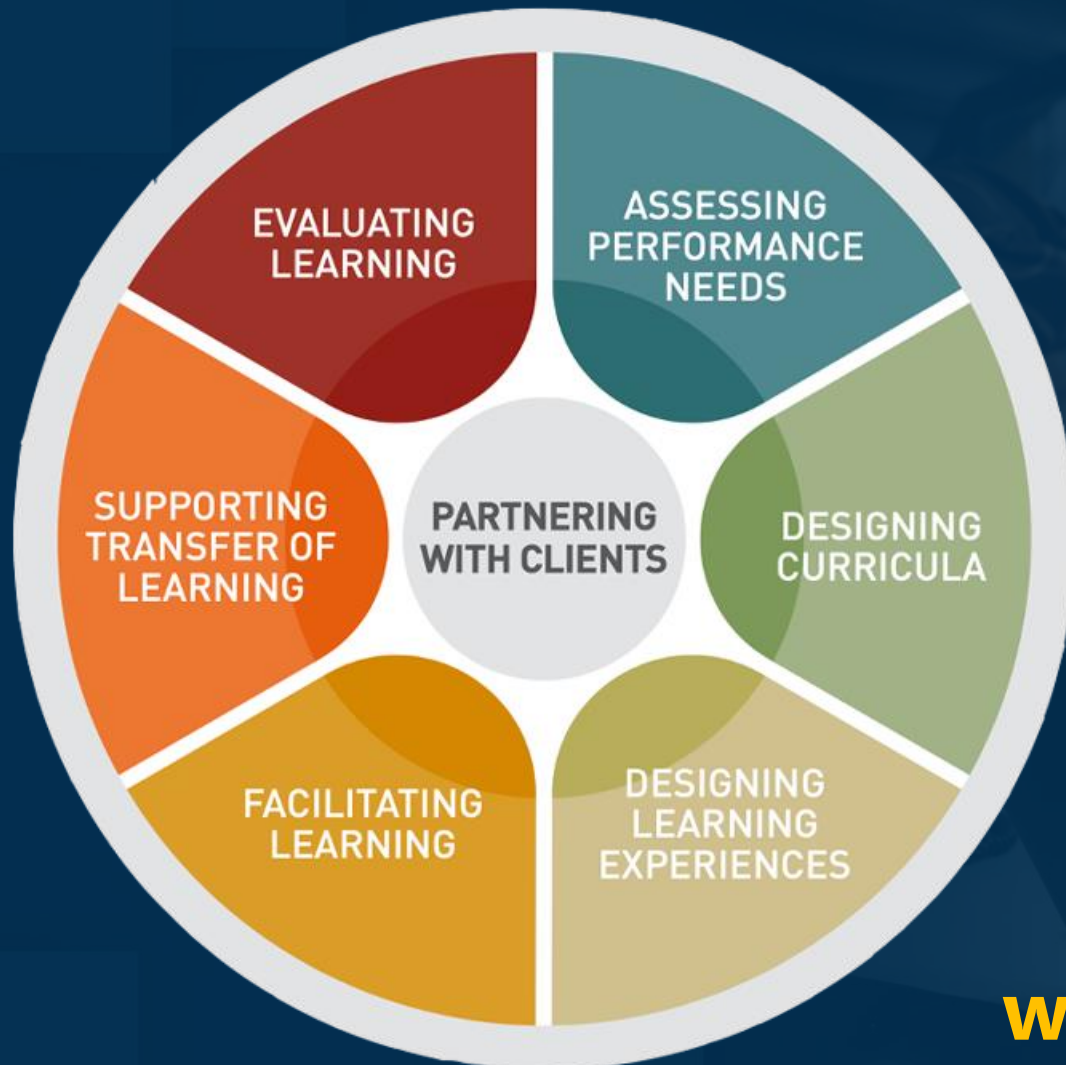 EVALUATING
LEARNING
ASSESSING
PERFORMANCE
NEEDS
SUPPORTING
TRANSFER OF
LEARNING
PARTNERING
WITH CLIENTS
DESIGNING
CURRICULA
FACILITATING
LEARNING
DESIGNING
LEARNING
EXPERIENCES
w